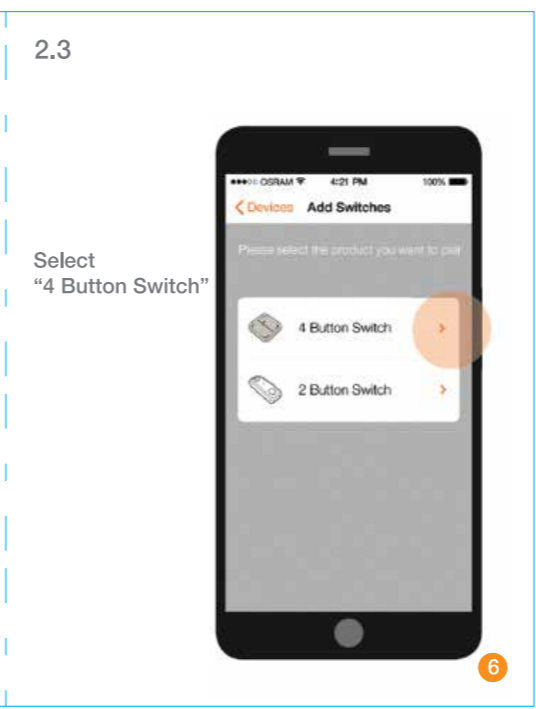 2.3
Select
“4 Button Switch”
OSRAM 4:21 PM 100%
Devices Add Switches
Please select the product you want to pair
4 Button Switch
2 Button Switch
6